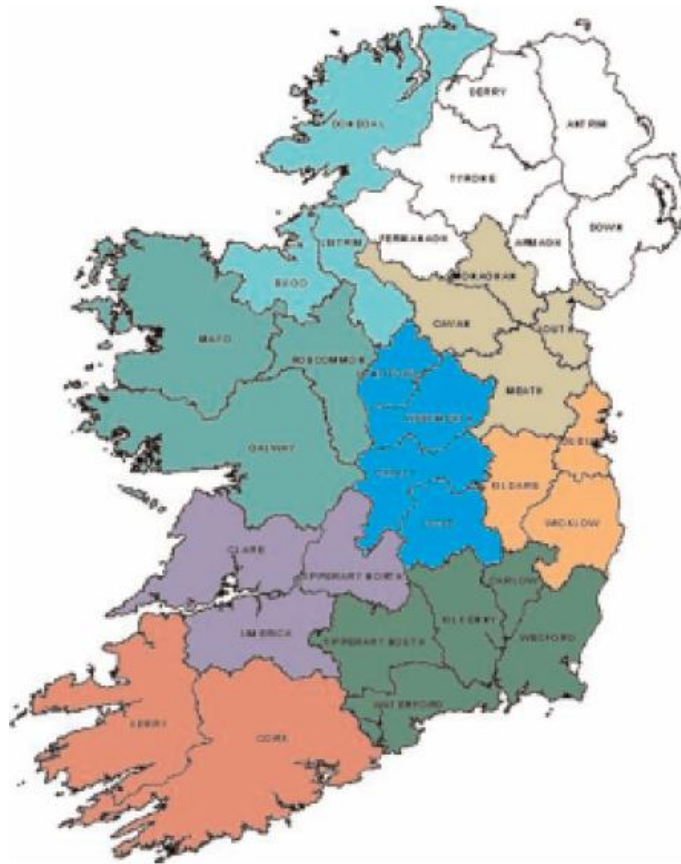 DERRY
ANTRIM
DONEGAL
TYRONE
FERMANAGH
ARMAGH
DOWN
LEITRIM
MONAGHAN
SLIGO
CAVAN
LOUTH
MAYO
ROSCOMMON
MEATH
GALWAY
KILDARE
WICKLOW
CLARE
TIPPERARY NORTH
CARLOW
LIMERICK
TIPPERARY SOUTH
KILKENNY
WEXFORD
WATERFORD
KERRY
CORK